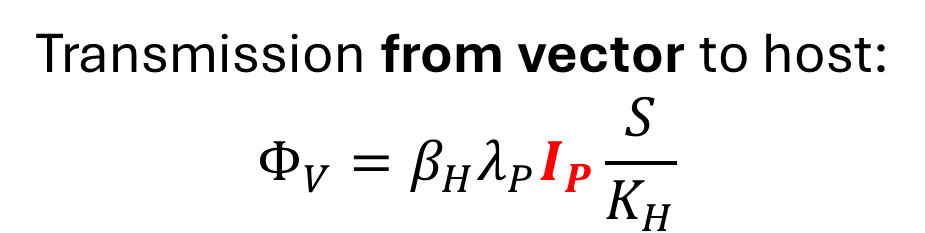 Transmission from vector to host:
Φ_V = β_H λ_P I_P S/K_H